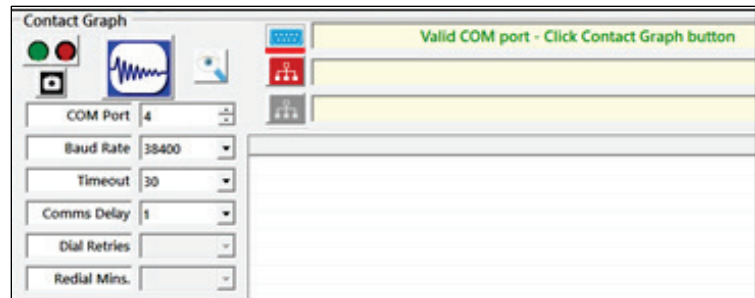 Contact Graph
Valid COM port - Click Contact Graph button
COM Port 4
Baud Rate 38400
Timeout 30
Comms Delay 1
Dial Retries
Redial Mins.